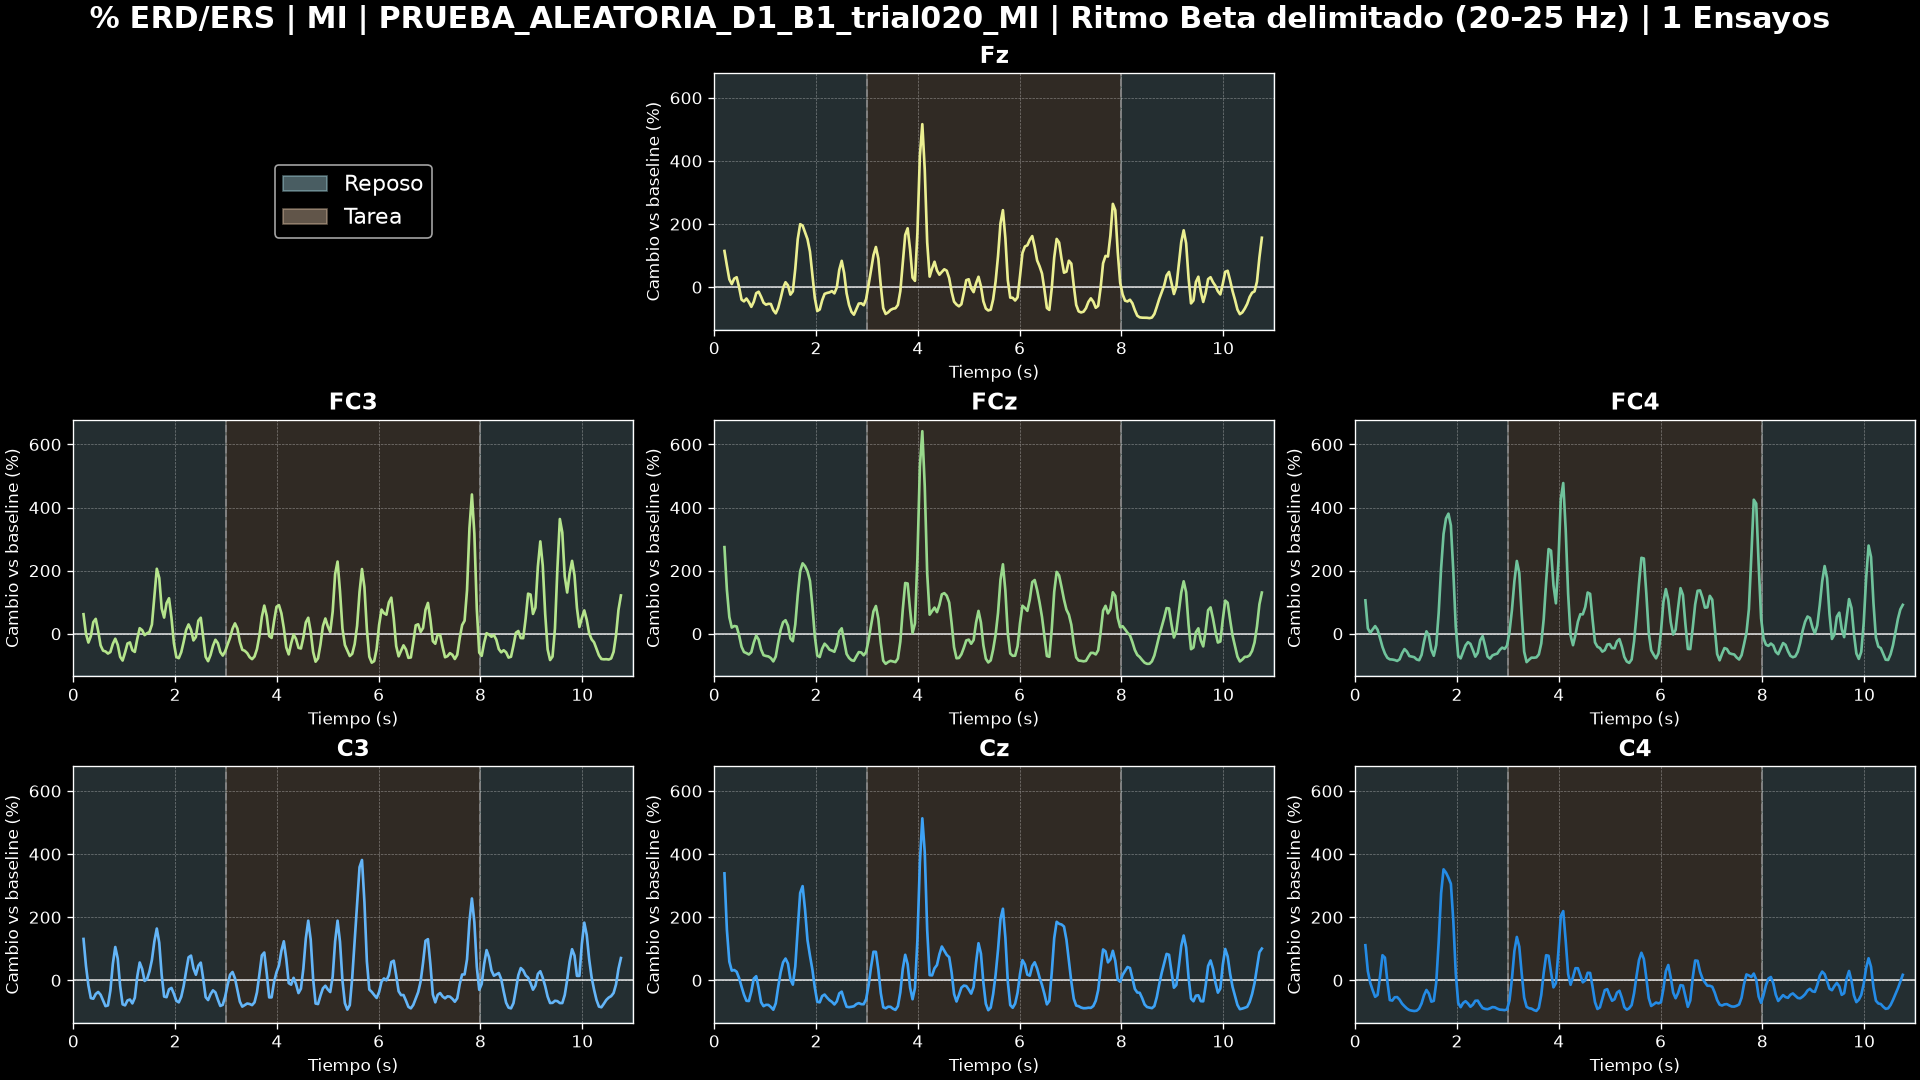 % ERD/ERS | MI | PRUEBA_ALEATORIA_D1_B1_trial020_MI | Ritmo Beta delimitado (20-25 Hz) | 1 Ensayos
Fz
Cambio vs baseline (%)
600
400
200
0
0 2 4 6 8 10
Tiempo (s)
Reposo
Tarea
FC3
Cambio vs baseline (%)
600
400
200
0
0 2 4 6 8 10
Tiempo (s)
FCz
Cambio vs baseline (%)
600
400
200
0
0 2 4 6 8 10
Tiempo (s)
FC4
Cambio vs baseline (%)
600
400
200
0
0 2 4 6 8 10
Tiempo (s)
C3
Cambio vs baseline (%)
600
400
200
0
0 2 4 6 8 10
Tiempo (s)
Cz
Cambio vs baseline (%)
600
400
200
0
0 2 4 6 8 10
Tiempo (s)
C4
Cambio vs baseline (%)
600
400
200
0
0 2 4 6 8 10
Tiempo (s)